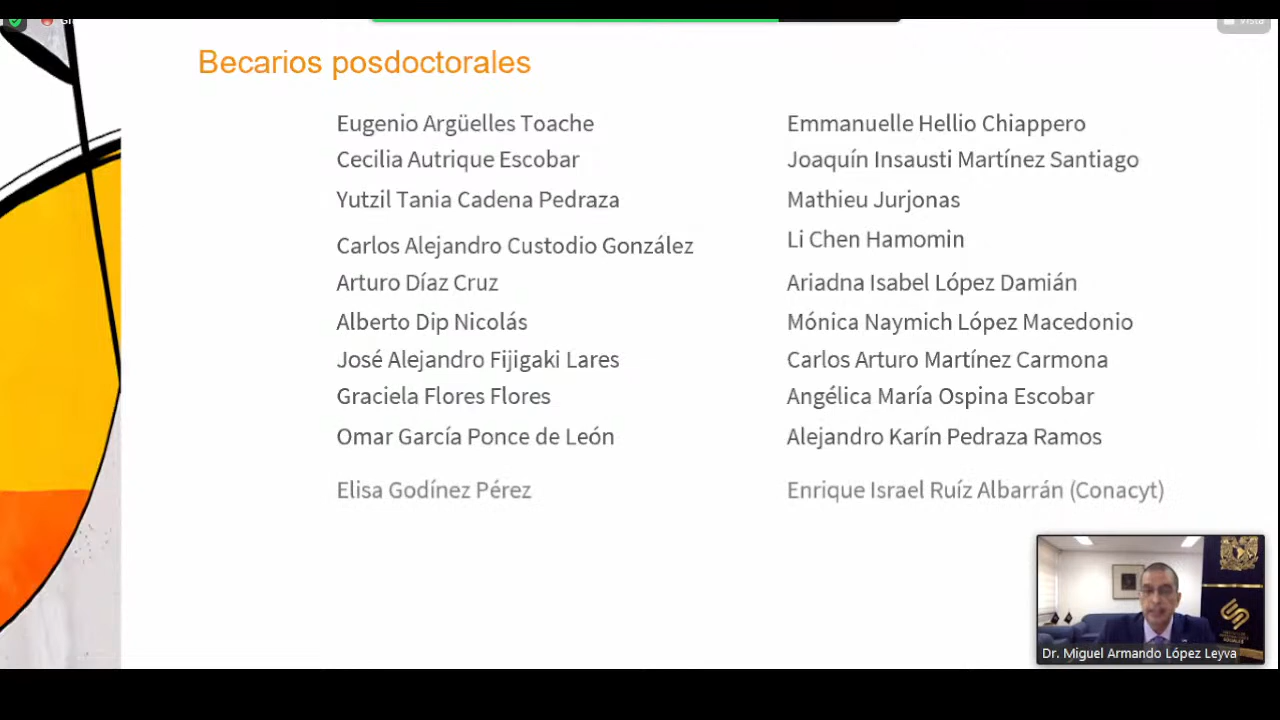 Vista
Becarios posdoctorales
Eugenio Argüelles Toache
Cecilia Autrique Escobar
Yutzil Tania Cadena Pedraza
Carlos Alejandro Custodio González
Arturo Díaz Cruz
Alberto Dip Nicolás
José Alejandro Fijigaki Lares
Graciela Flores Flores
Omar García Ponce de León
Elisa Godínez Pérez
Emmanuelle Hellio Chiappero
Joaquín Insausti Martínez Santiago
Mathieu Jurjonas
Li Chen Hamomin
Ariadna Isabel López Damián
Mónica Naymich López Macedonio
Carlos Arturo Martínez Carmona
Angélica María Ospina Escobar
Alejandro Karín Pedraza Ramos
Enrique Israel Ruíz Albarrán (Conacyt)
Dr. Miguel Armando López Leyva